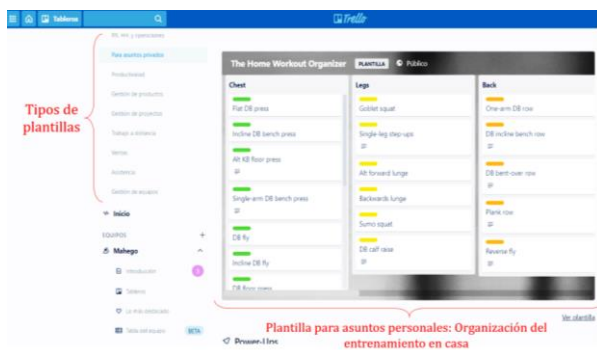 Tableros
Trello
RR. HH. y operaciones
Para asuntos privados
Productividad
Gestión de productos
Gestión de proyectos
Trabajo a distancia
Ventas
Asistencia
Gestión de equipos
Tipos de
plantillas
Inicio
EQUIPOS +
Mahego
Introducción
Tableros
Lo más destacado
Tabla del equipo BETA
The Home Workout Organizer PLANTILLA Público
Chest
Flat DB press
Incline DB bench press
Alt KB floor press
Single-arm DB bench press
DB fly
Incline DB fly
DB floor press
Legs
Goblet squat
Single-leg step-ups
Alt forward lunge
Backwards lunge
Sumo squat
DB calf raise
Back
One-arm DB row
DB incline bench row
DB bent-over row
Plank row
Reverse fly
Ver plantilla
Plantilla para asuntos personales: Organización del
entrenamiento en casa
Power-Ups